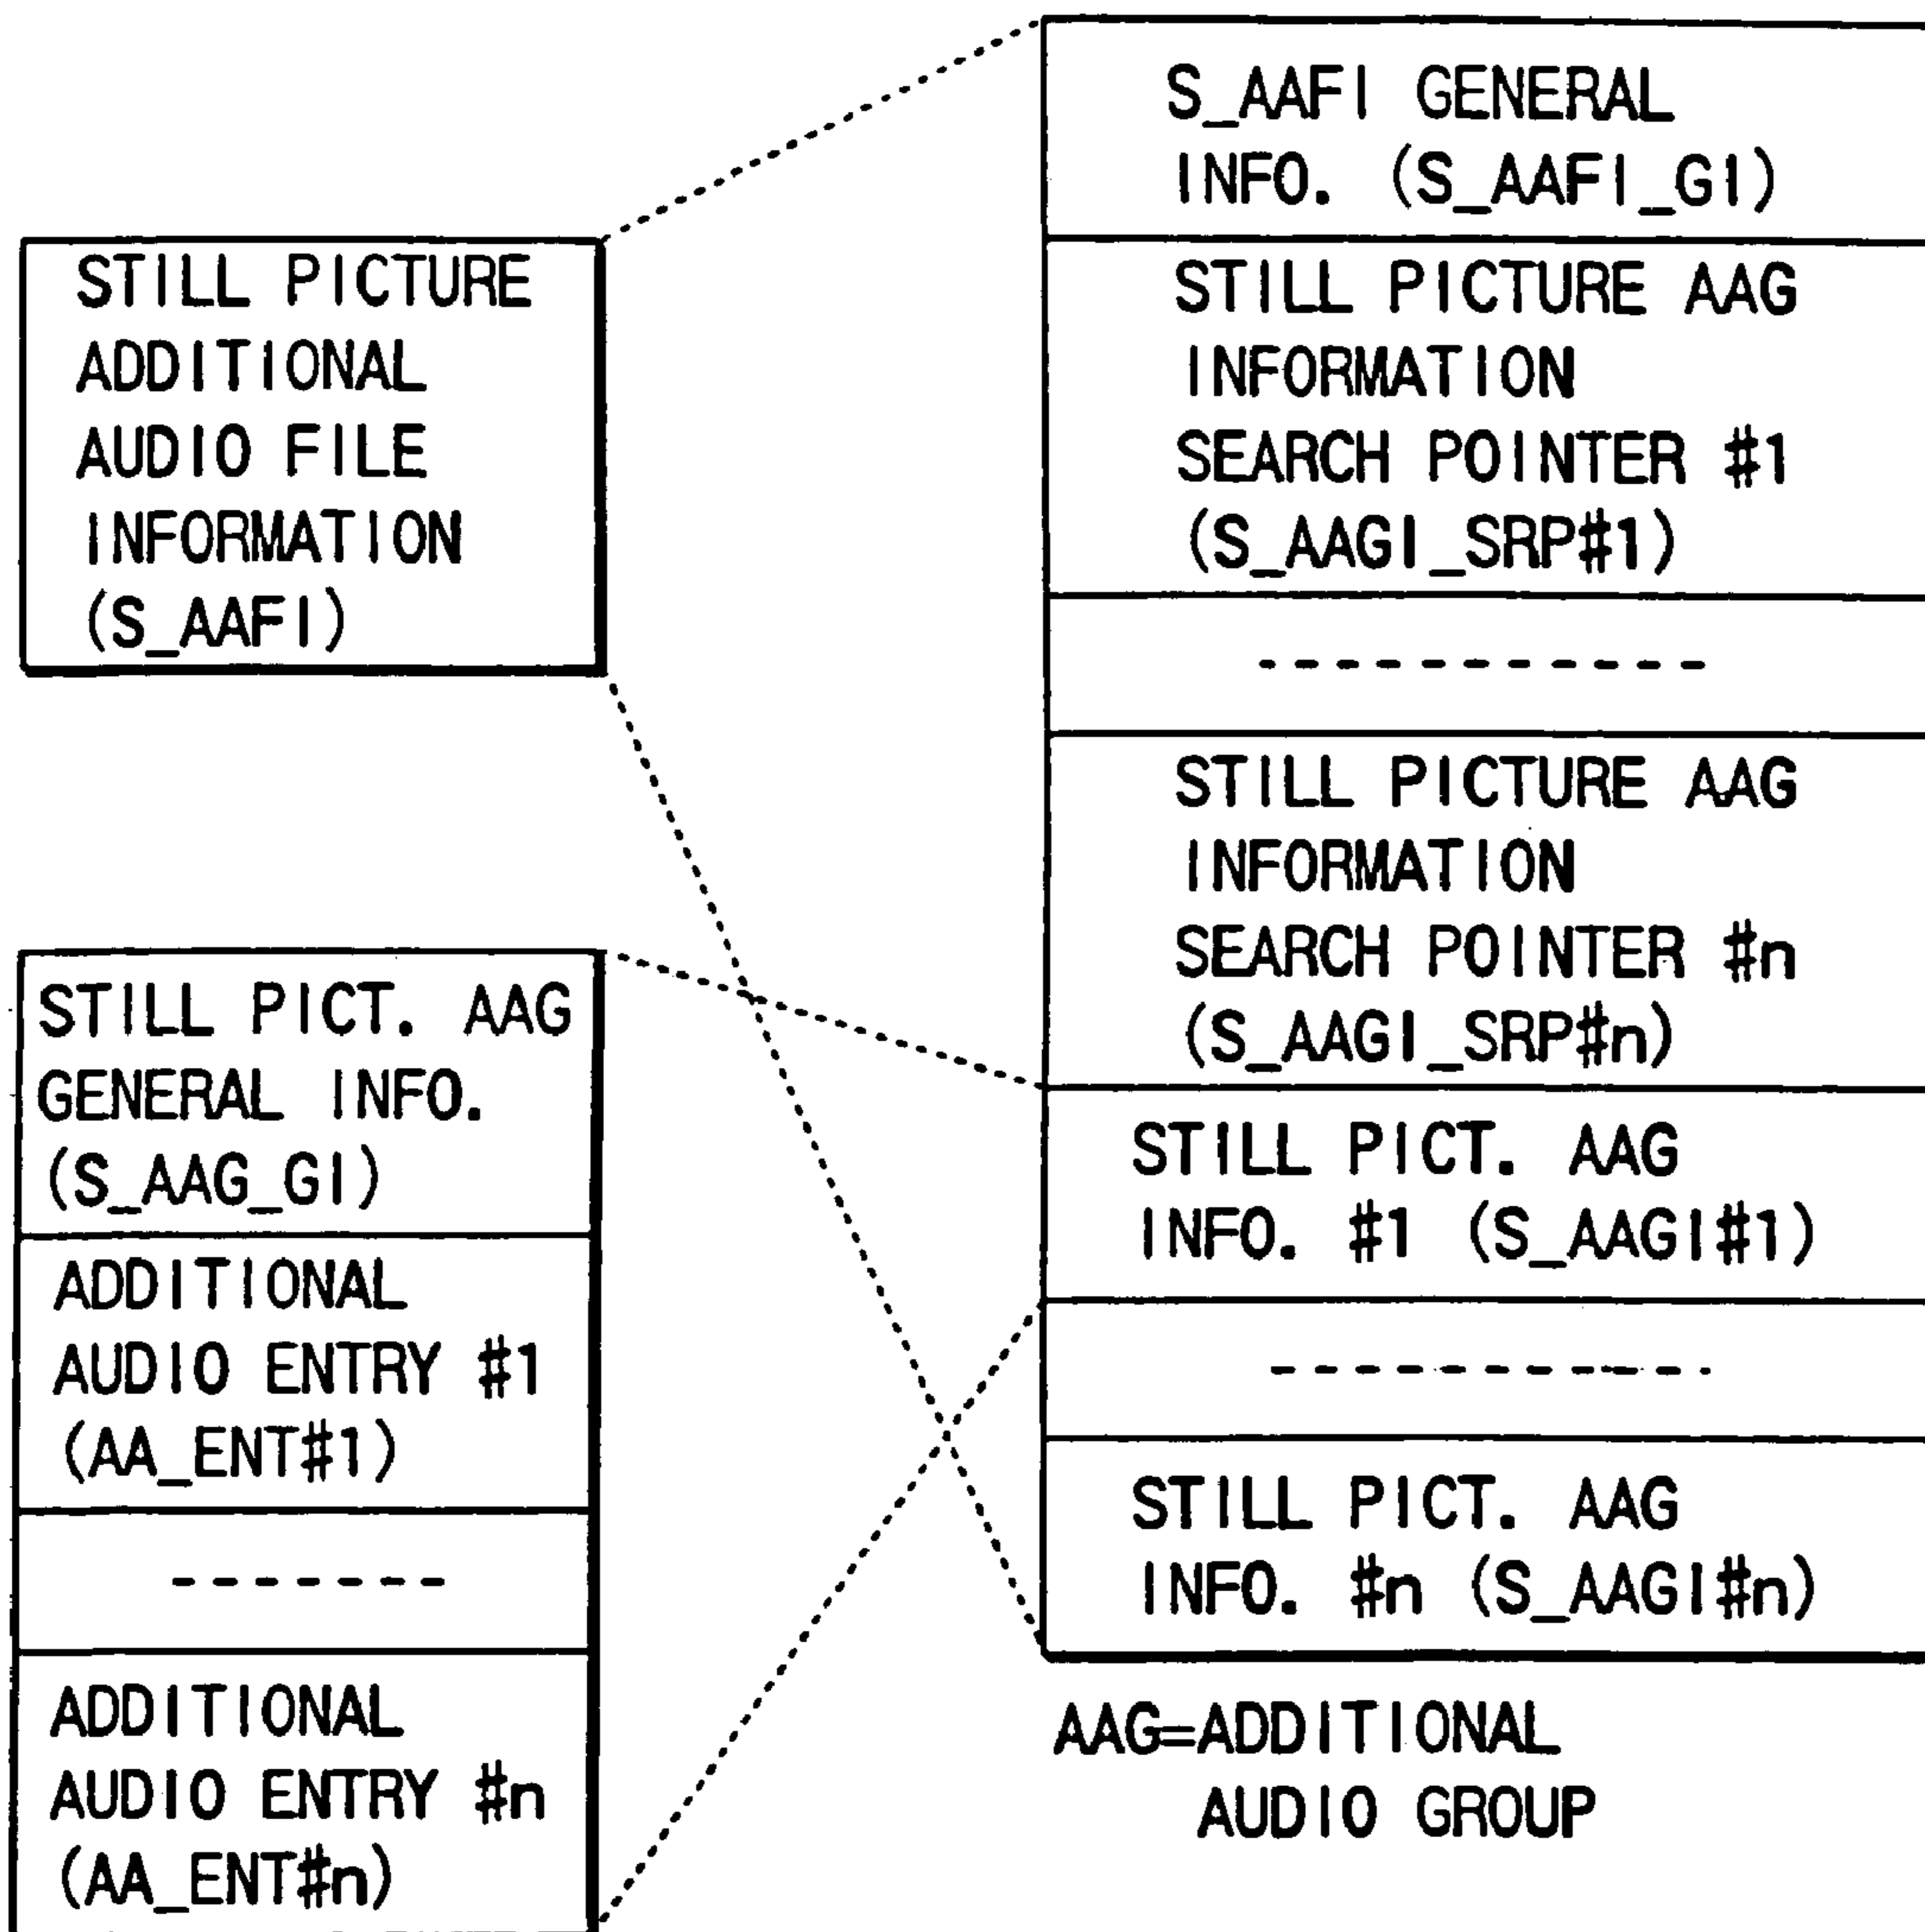 STILL PICTURE
ADDITIONAL
AUDIO FILE
INFORMATION
(S_AAFI)
STILL PICT. AAG
GENERAL INFO.
(S_AAG_GI)
ADDITIONAL
AUDIO ENTRY #1
(AA_ENT#1)
ADDITIONAL
AUDIO ENTRY #n
(AA_ENT#n)
S_AAFI GENERAL
INFO. (S_AAFI_GI)
STILL PICTURE AAG
INFORMATION
SEARCH POINTER #1
(S_AAGI_SRP#1)
STILL PICTURE AAG
INFORMATION
SEARCH POINTER #n
(S_AAGI_SRP#n)
STILL PICT. AAG
INFO. #1 (S_AAGI#1)
STILL PICT. AAG
INFO. #n (S_AAGI#n)
AAG=ADDITIONAL
AUDIO GROUP